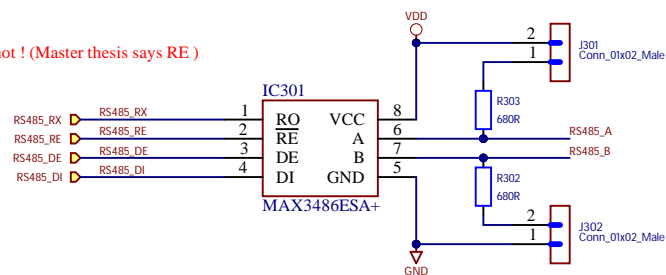 VDD
not ! (Master thesis says RE )
2
1
J301
Conn_01x02_Male
IC301
R303
680R
RS485_RX
RS485_RX
1
RO
VCC
8
RS485_RE
RS485_RE
2
RE
A
6
RS485_A
RS485_DE
RS485_DE
3
DE
B
7
RS485_B
RS485_DI
RS485_DI
4
DI
GND
5
MAX3486ESA+
R302
680R
2
1
J302
Conn_01x02_Male
GND